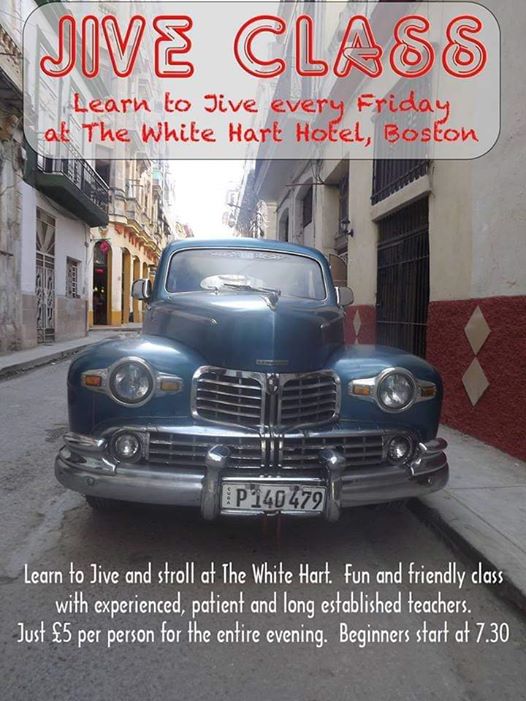 JIVE CLASS
Learn to Jive every Friday
at The White Hart Hotel, Boston
CUBA P140479
Learn to Jive and stroll at The White Hart. Fun and friendly class
with experienced, patient and long established teachers.
Just £5 per person for the entire evening. Beginners start at 7.30